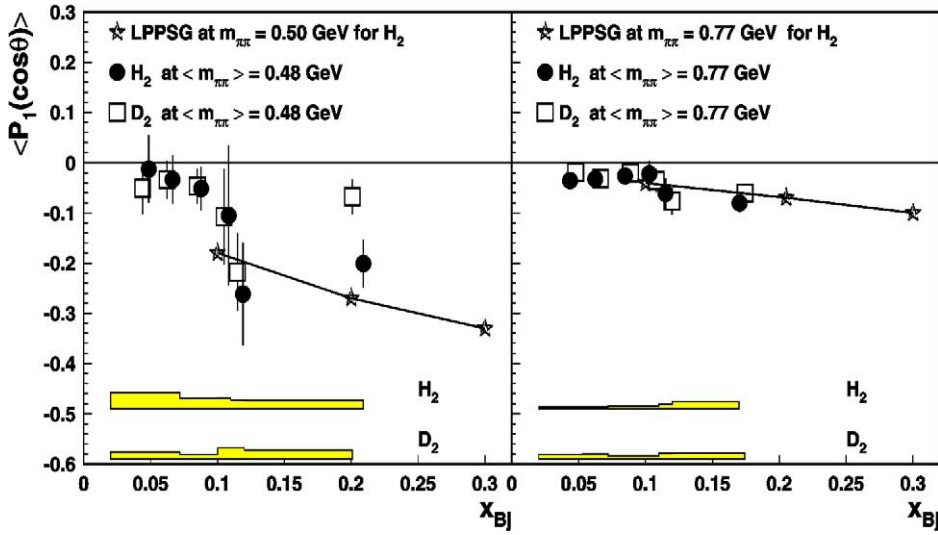 <P₁(cosθ)>
0.3
0.2
0.1
0
-0.1
-0.2
-0.3
-0.4
-0.5
-0.6
LPPSG at mππ = 0.50 GeV for H₂
H₂ at < mππ > = 0.48 GeV
D₂ at < mππ > = 0.48 GeV
H₂
D₂
0 0.05 0.1 0.15 0.2 0.25 0.3
xBj
LPPSG at mππ = 0.77 GeV for H₂
H₂ at < mππ > = 0.77 GeV
D₂ at < mππ > = 0.77 GeV
H₂
D₂
0 0.05 0.1 0.15 0.2 0.25 0.3
xBj